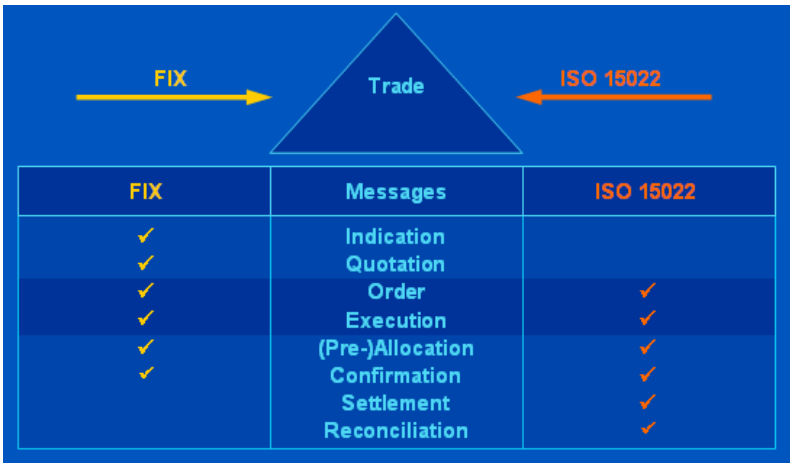 FIX
Trade
ISO 15022
FIX Messages ISO 15022
✓ Indication
✓ Quotation
✓ Order ✓
✓ Execution ✓
✓ (Pre-)Allocation ✓
✓ Confirmation ✓
Settlement ✓
Reconciliation ✓